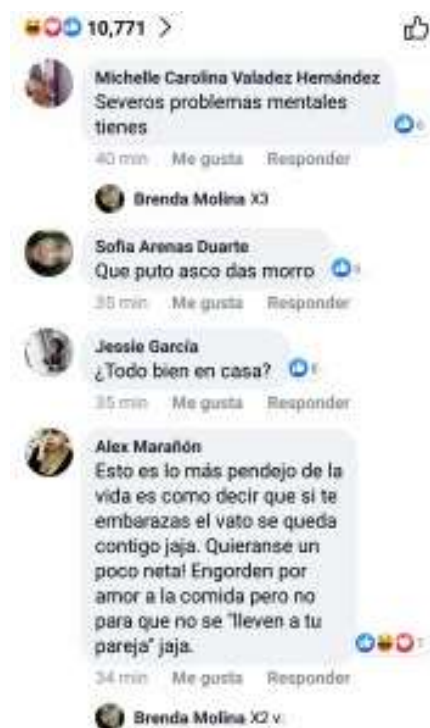 10,771 >
Michelle Carolina Valadez Hernández
Severos problemas mentales
tienes
6
40 min Me gusta Responder
Brenda Molina X3
Sofia Arenas Duarte
Que puto asco das morro
35 min Me gusta Responder
Jessie García
¿Todo bien en casa?
35 min Me gusta Responder
Alex Marañón
Esto es lo más pendejo de la
vida es como decir que si te
embarazas el vato se queda
contigo jaja. Quieranse un
poco neta! Engorden por
amor a la comida pero no
para que no se "lleven a tu
pareja" jaja.
34 min Me gusta Responder
Brenda Molina X2 v: